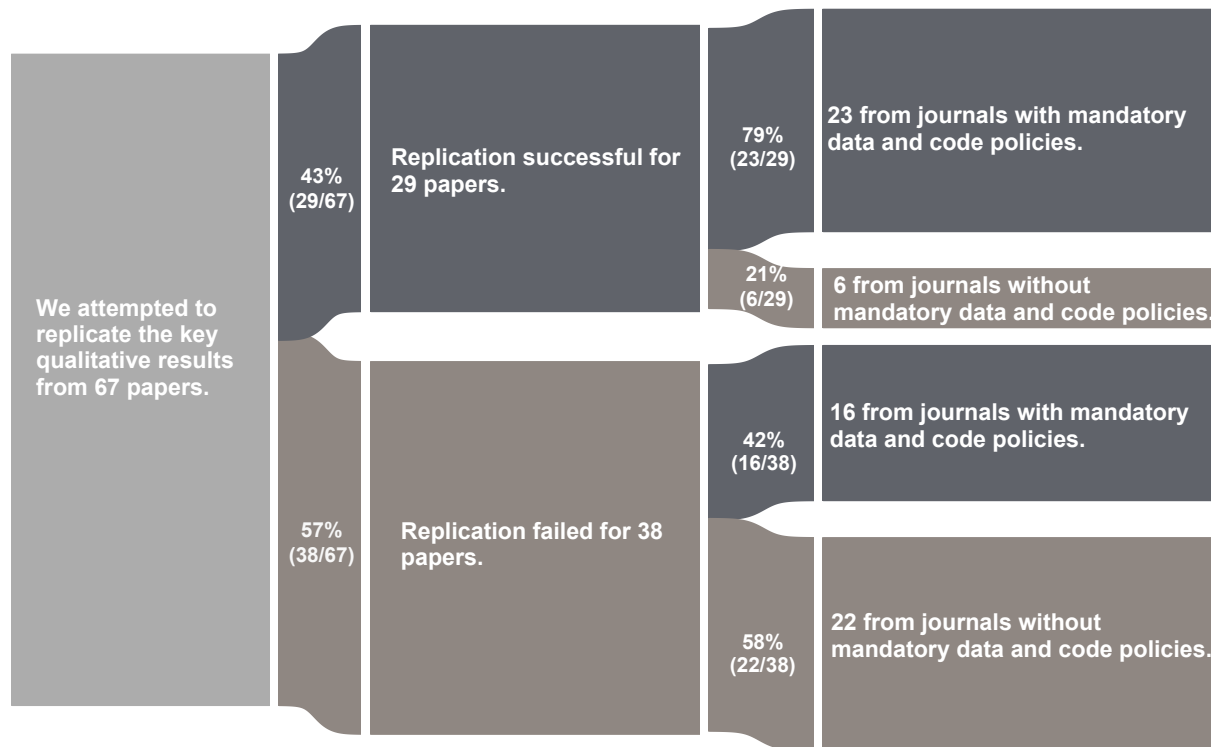 We attempted to
replicate the key
qualitative results
from 67 papers.
43%
(29/67)
Replication successful for
29 papers.
79%
(23/29)
23 from journals with mandatory
data and code policies.
21%
(6/29)
6 from journals without
mandatory data and code policies.
57%
(38/67)
Replication failed for 38
papers.
42%
(16/38)
16 from journals with mandatory
data and code policies.
58%
(22/38)
22 from journals without
mandatory data and code policies.